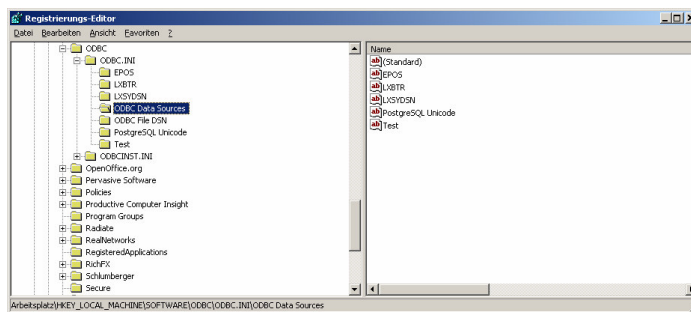 Registrierungs-Editor
Datei Bearbeiten Ansicht Favoriten ?
ODBC
ODBC.INI
EPOS
LXBTR
LXSYDSN
ODBC Data Sources
ODBC File DSN
PostgreSQL Unicode
Test
ODBCINST.INI
OpenOffice.org
Pervasive Software
Policies
Productive Computer Insight
Program Groups
Radiate
RealNetworks
RegisteredApplications
RichFX
Schlumberger
Secure
Name
(Standard)
EPOS
LXBTR
LXSYDSN
PostgreSQL Unicode
Test
Arbeitsplatz\HKEY_LOCAL_MACHINE\SOFTWARE\ODBC\ODBC.INI\ODBC Data Sources